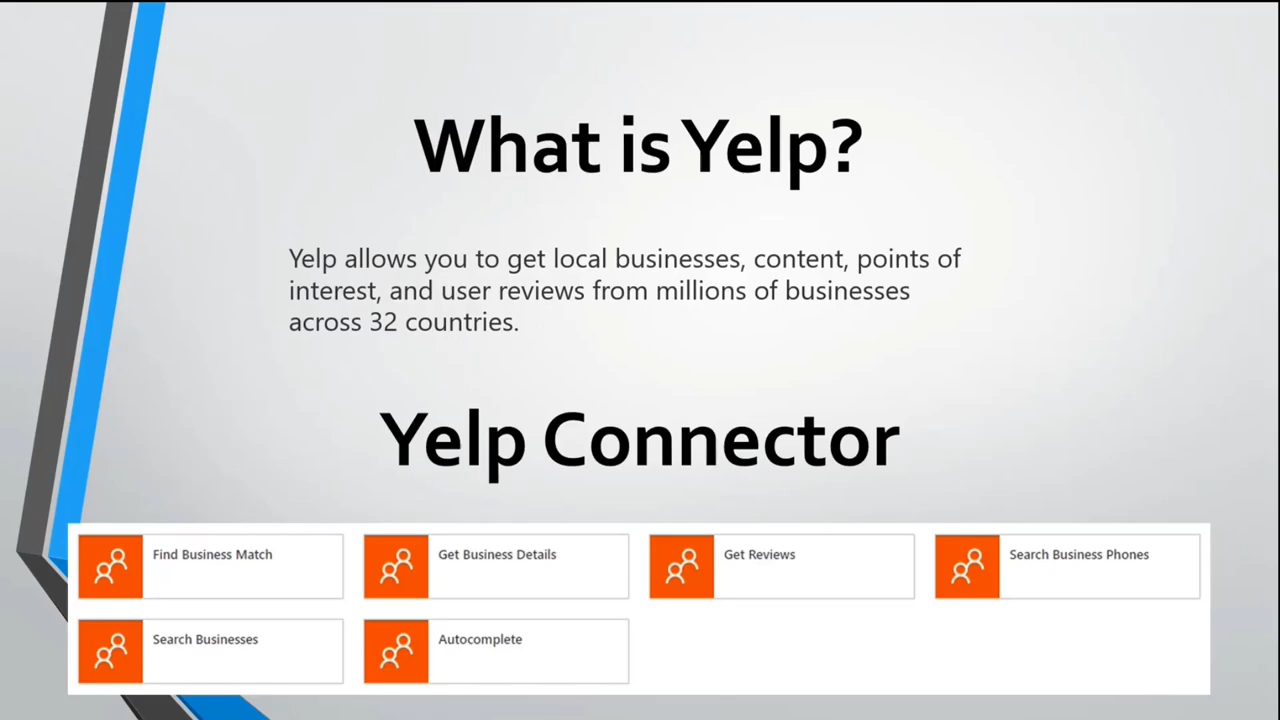 What is Yelp?
Yelp allows you to get local businesses, content, points of
interest, and user reviews from millions of businesses
across 32 countries.
Yelp Connector
Find Business Match
Get Business Details
Get Reviews
Search Business Phones
Search Businesses
Autocomplete